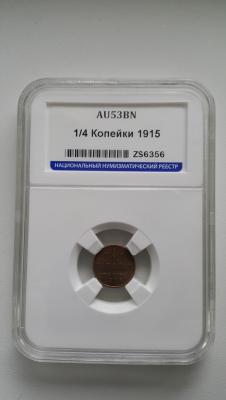 AU53BN
1/4 Копейки 1915
ZS6356
НАЦИОНАЛЬНЫЙ НУМИЗМАТИЧЕСКИЙ РЕЕСТР